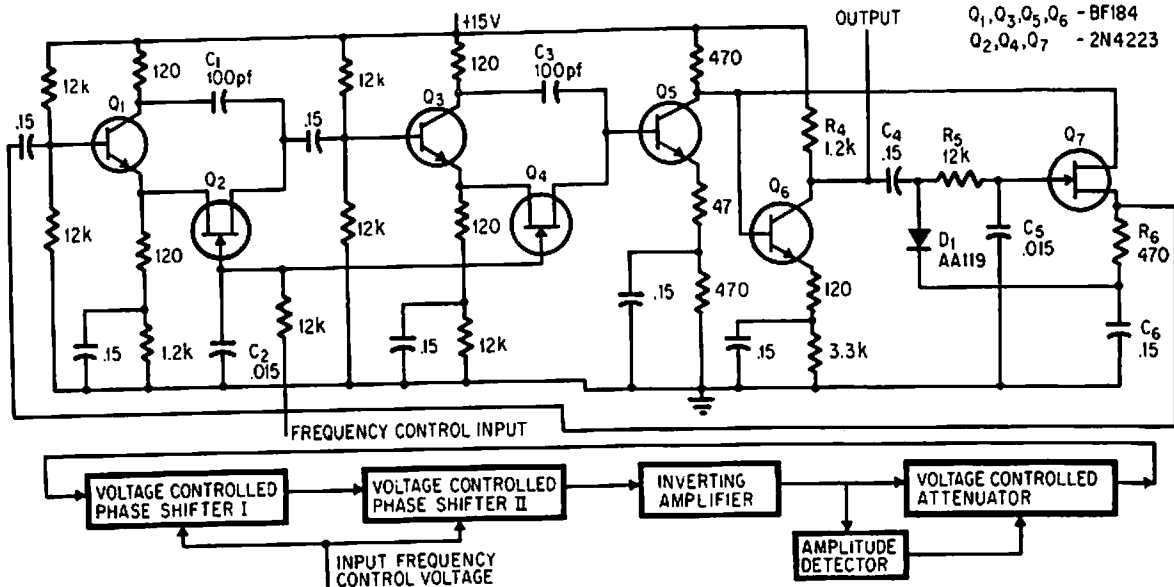 +15V
OUTPUT
Q1, Q3, Q5, Q6 - BF184
Q2, Q4, Q7 - 2N4223
12k
120
C1
100pf
12k
120
C3
100pf
470
Q1
.15
.15
Q3
Q5
R4
1.2k
C4
.15
R5
12k
Q7
Q2
Q4
Q6
12k
120
12k
120
47
D1
AA119
C5
.015
R6
470
.15
1.2k
C2
.015
12k
.15
12k
.15
470
.15
120
3.3k
C6
.15
FREQUENCY CONTROL INPUT
VOLTAGE CONTROLLED
PHASE SHIFTER I
VOLTAGE CONTROLLED
PHASE SHIFTER II
INVERTING
AMPLIFIER
VOLTAGE CONTROLLED
ATTENUATOR
AMPLITUDE
DETECTOR
INPUT FREQUENCY
CONTROL VOLTAGE